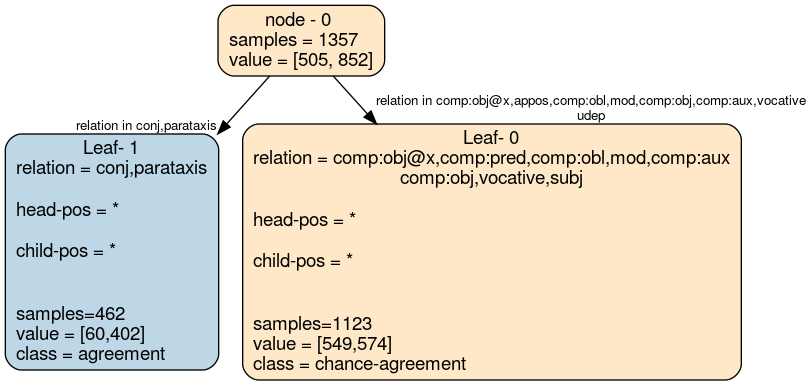 node - 0
samples = 1357
value = [505, 852]
relation in conj,parataxis
relation in comp:obj@x,appos,comp:obl,mod,comp:obj,comp:aux,vocative
udep
Leaf- 1
relation = conj,parataxis
head-pos = *
child-pos = *
samples=462
value = [60,402]
class = agreement
Leaf- 0
relation = comp:obj@x,comp:pred,comp:obl,mod,comp:aux
comp:obj,vocative,subj
head-pos = *
child-pos = *
samples=1123
value = [549,574]
class = chance-agreement